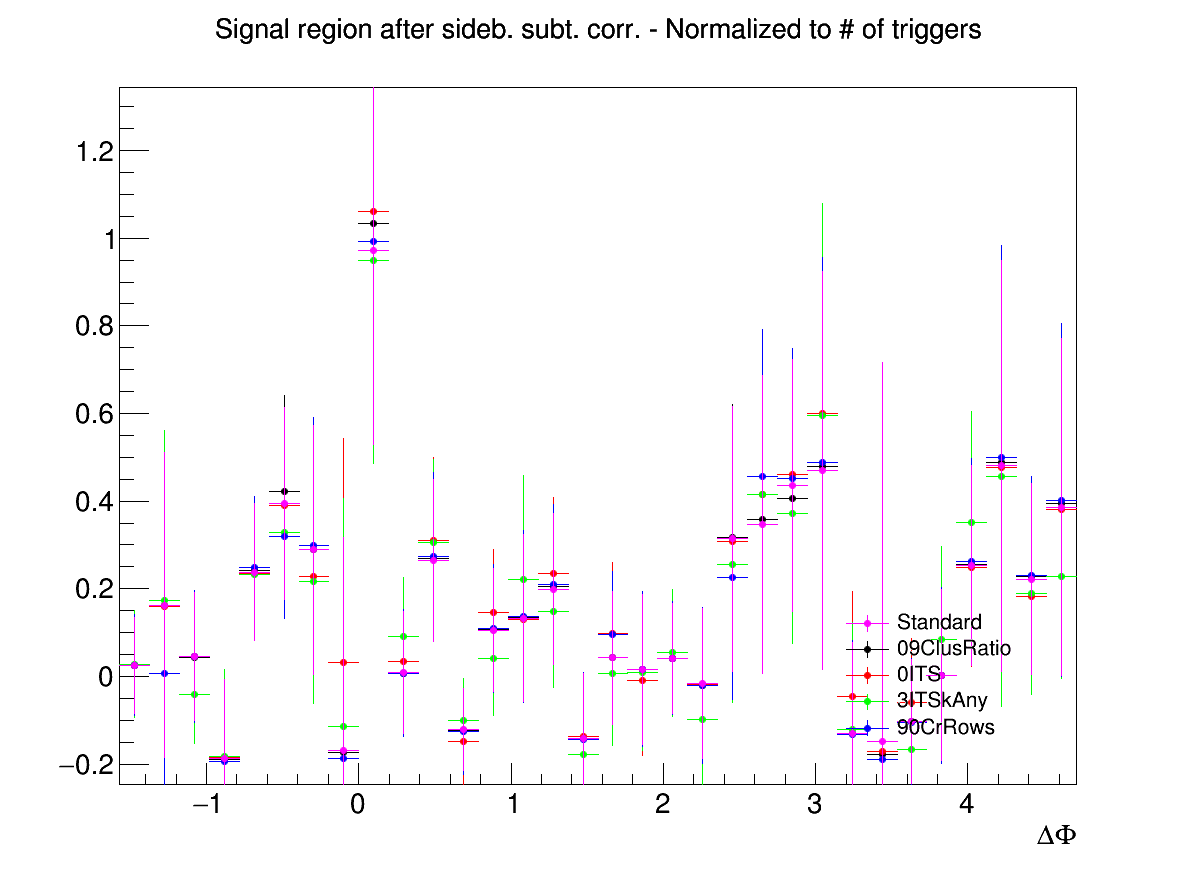 Signal region after sideb. subt. corr. - Normalized to # of triggers
1.2
1
0.8
0.6
0.4
0.2
0
−0.2
−1 0 1 2 3 4
ΔΦ
Standard
09ClusRatio
0ITS
3ITSkAny
90CrRows